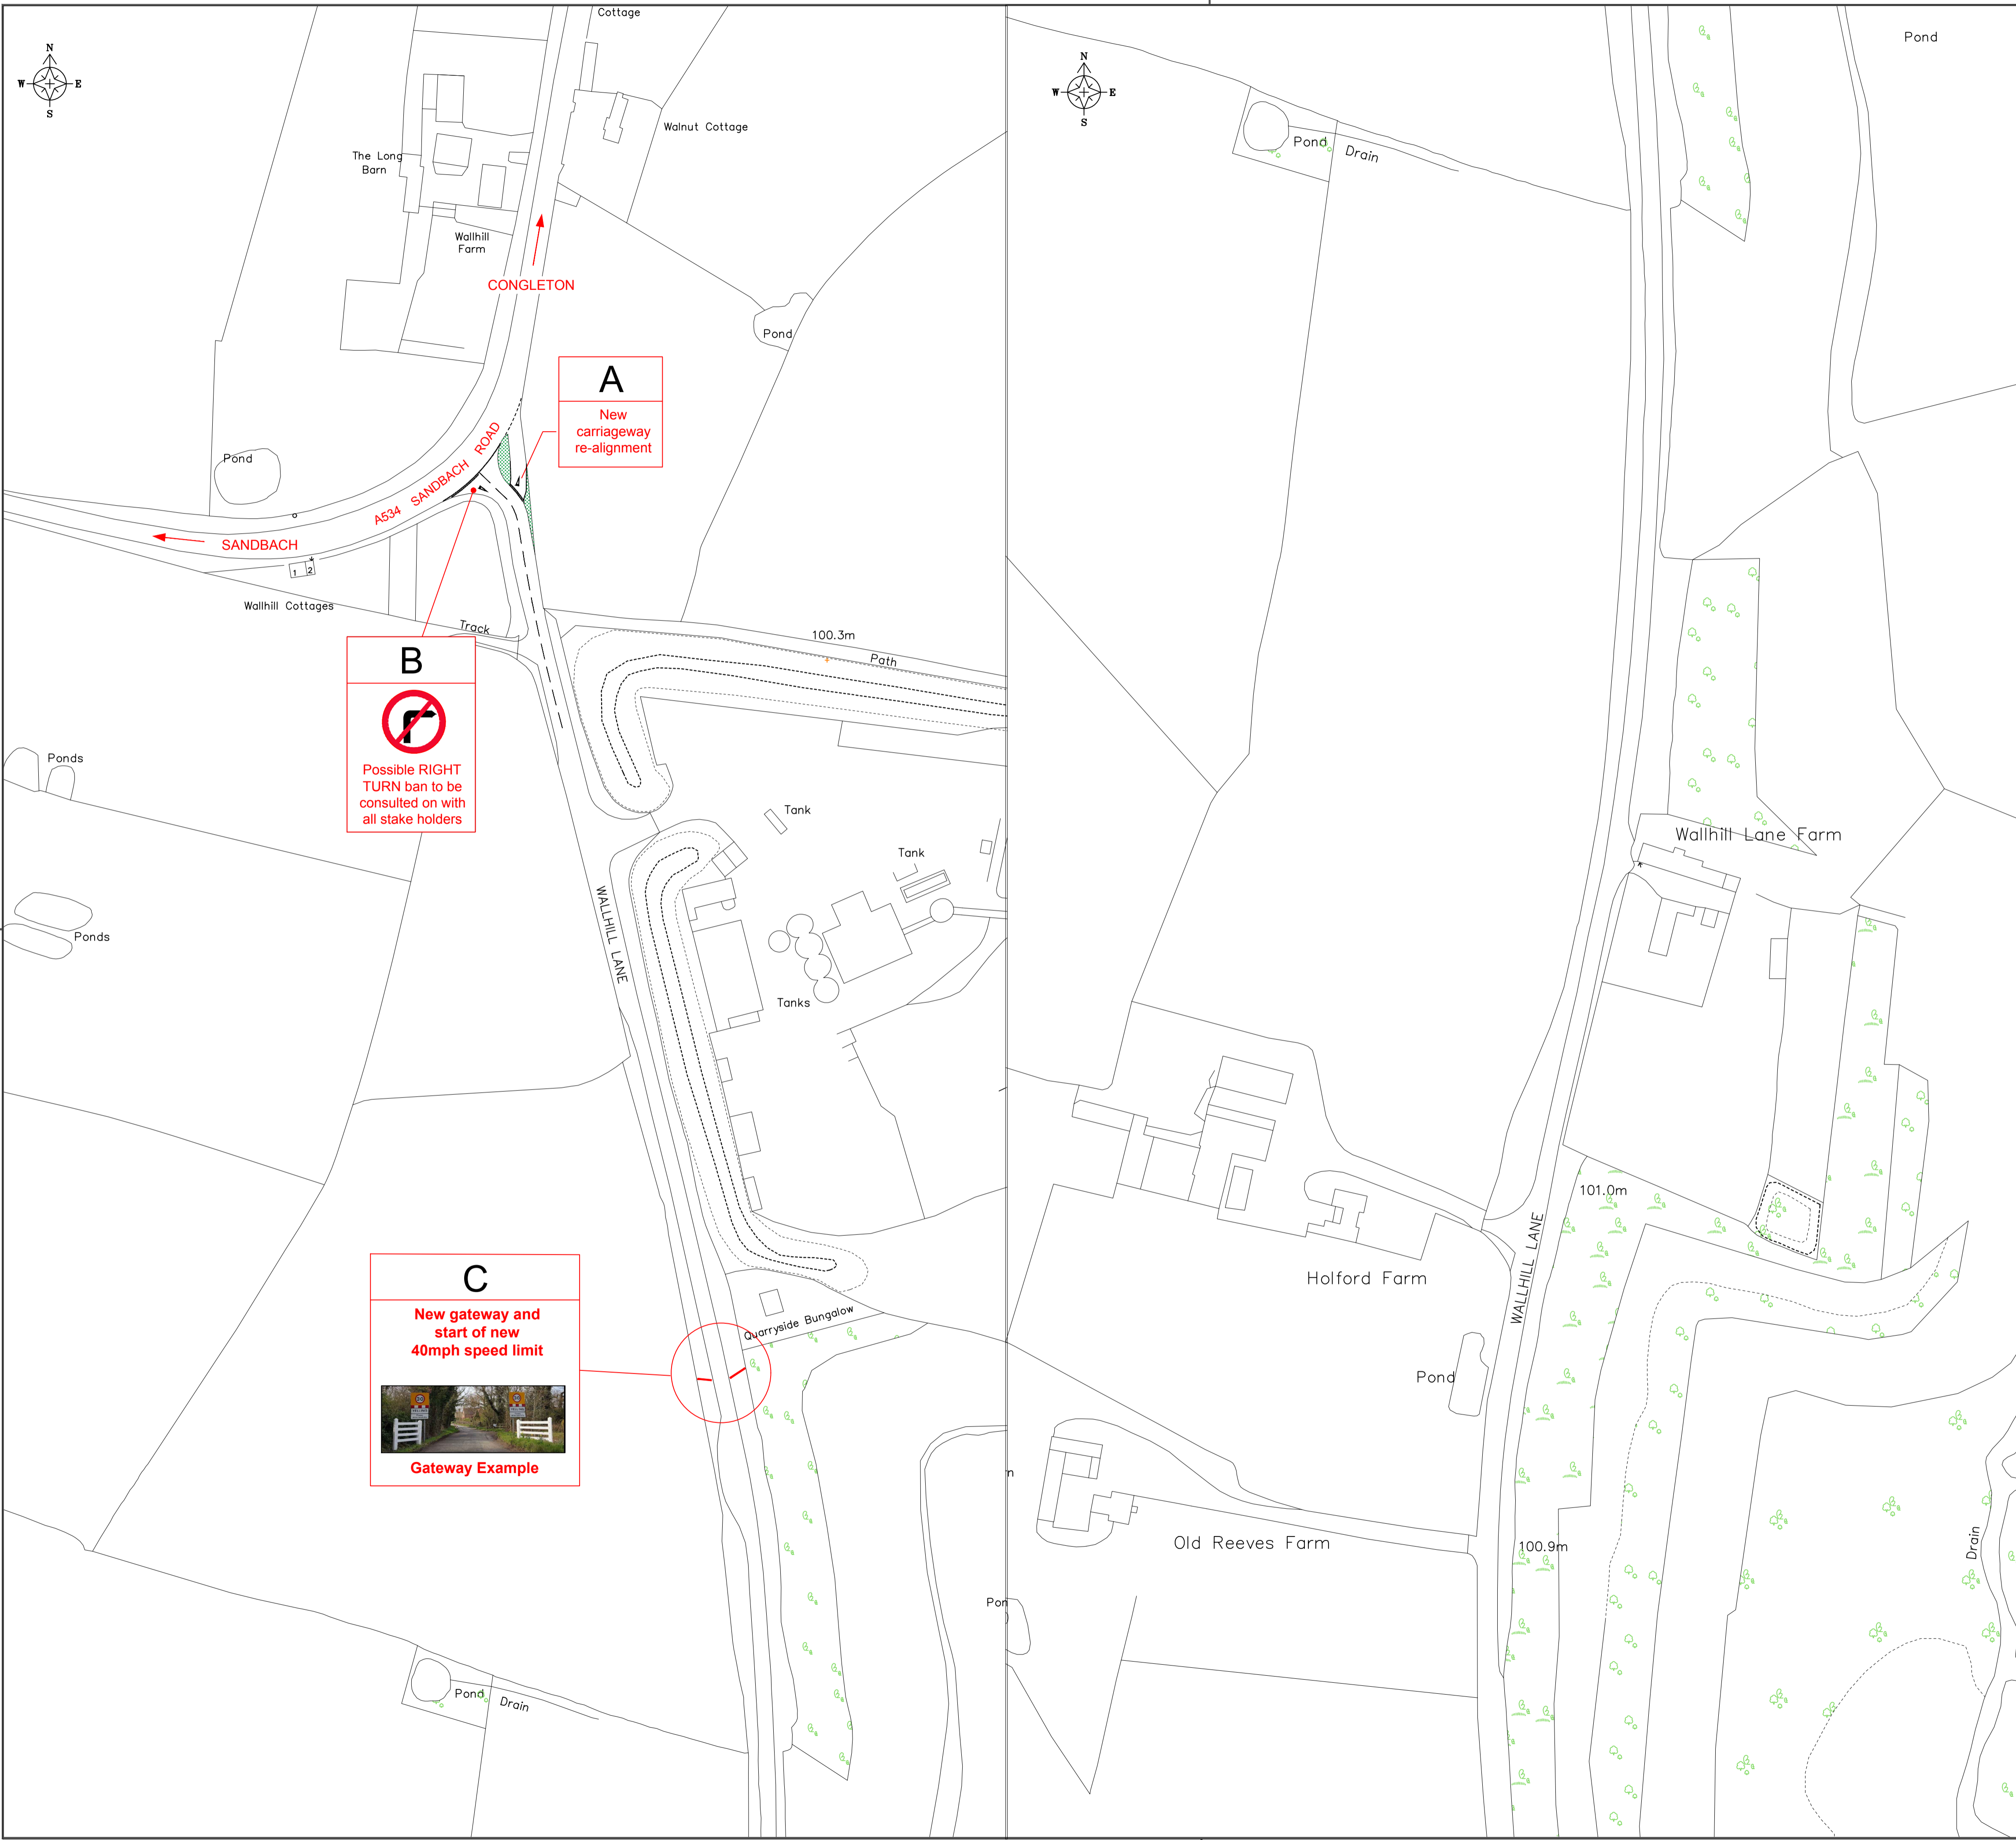 Cottage
N
W E
S
Walnut Cottage
The Long
Barn
Wallhill
Farm
CONGLETON
Pond
A
New
carriageway
re-alignment
Pond
A534 SANDBACH ROAD
SANDBACH
1 2
Wallhill Cottages
Track
100.3m
Path
B
Possible RIGHT
TURN ban to be
consulted on with
all stake holders
Ponds
Tank
Tank
WALLHILL LANE
Ponds
Tanks
C
New gateway and
start of new
40mph speed limit
Gateway Example
Quarryside Bungalow
Pon
Pond
Drain
N
W E
S
Pond
Pond
Drain
Wallhill Lane Farm
101.0m
WALLHILL LANE
Holford Farm
Pond
n
Old Reeves Farm
100.9m
Drain